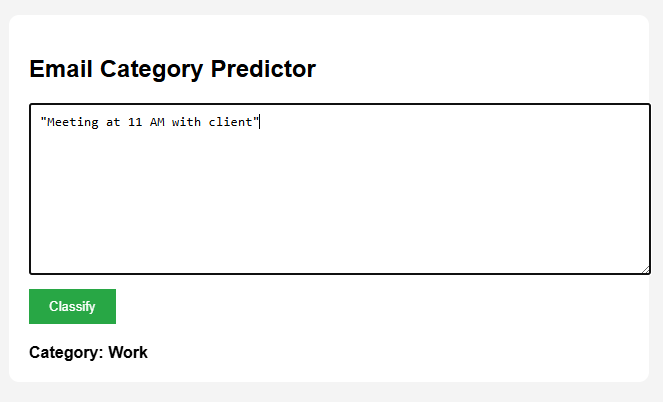 Email Category Predictor
"Meeting at 11 AM with client"
Classify
Category: Work